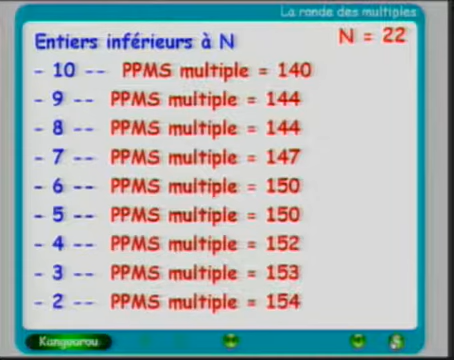 La ronde des multiples
Entiers inférieurs à N
N = 22
- 10 -- PPMS multiple = 140
- 9 -- PPMS multiple = 144
- 8 -- PPMS multiple = 144
- 7 -- PPMS multiple = 147
- 6 -- PPMS multiple = 150
- 5 -- PPMS multiple = 150
- 4 -- PPMS multiple = 152
- 3 -- PPMS multiple = 153
- 2 -- PPMS multiple = 154
Kangourou